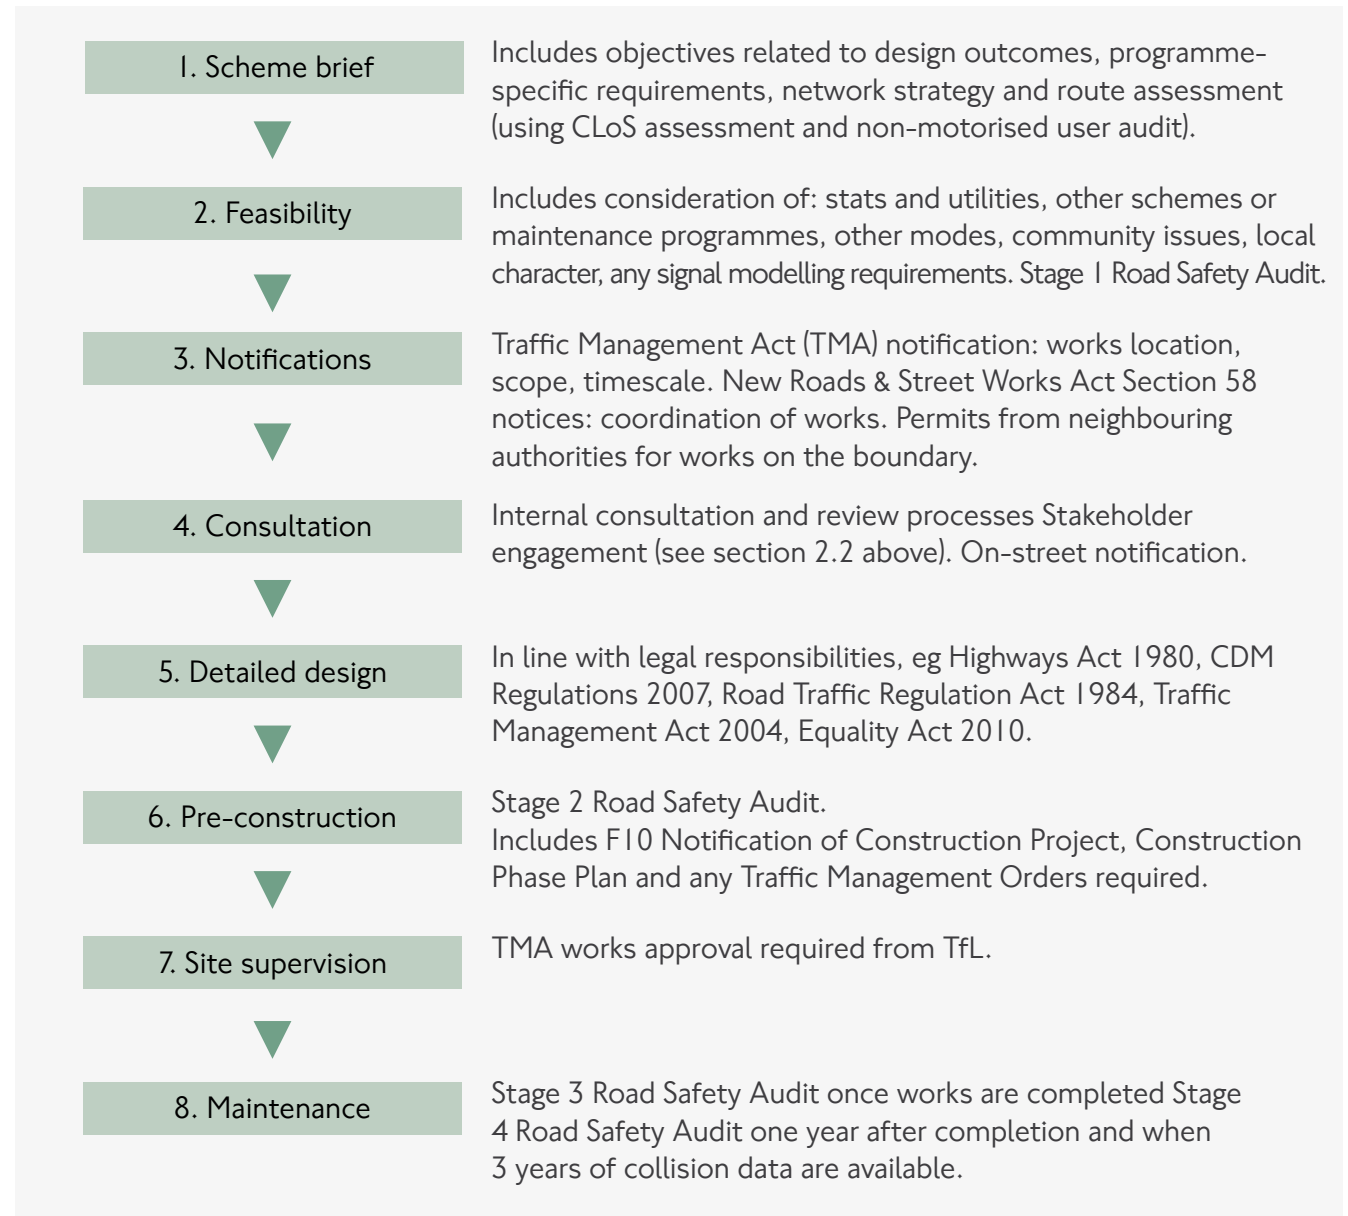 1. Scheme brief
Includes objectives related to design outcomes, programme-
specific requirements, network strategy and route assessment
(using CLoS assessment and non-motorised user audit).
2. Feasibility
Includes consideration of: stats and utilities, other schemes or
maintenance programmes, other modes, community issues, local
character, any signal modelling requirements. Stage 1 Road Safety Audit.
3. Notifications
Traffic Management Act (TMA) notification: works location,
scope, timescale. New Roads & Street Works Act Section 58
notices: coordination of works. Permits from neighbouring
authorities for works on the boundary.
4. Consultation
Internal consultation and review processes Stakeholder
engagement (see section 2.2 above). On-street notification.
5. Detailed design
In line with legal responsibilities, eg Highways Act 1980, CDM
Regulations 2007, Road Traffic Regulation Act 1984, Traffic
Management Act 2004, Equality Act 2010.
6. Pre-construction
Stage 2 Road Safety Audit.
Includes F10 Notification of Construction Project, Construction
Phase Plan and any Traffic Management Orders required.
7. Site supervision
TMA works approval required from TfL.
8. Maintenance
Stage 3 Road Safety Audit once works are completed Stage
4 Road Safety Audit one year after completion and when
3 years of collision data are available.